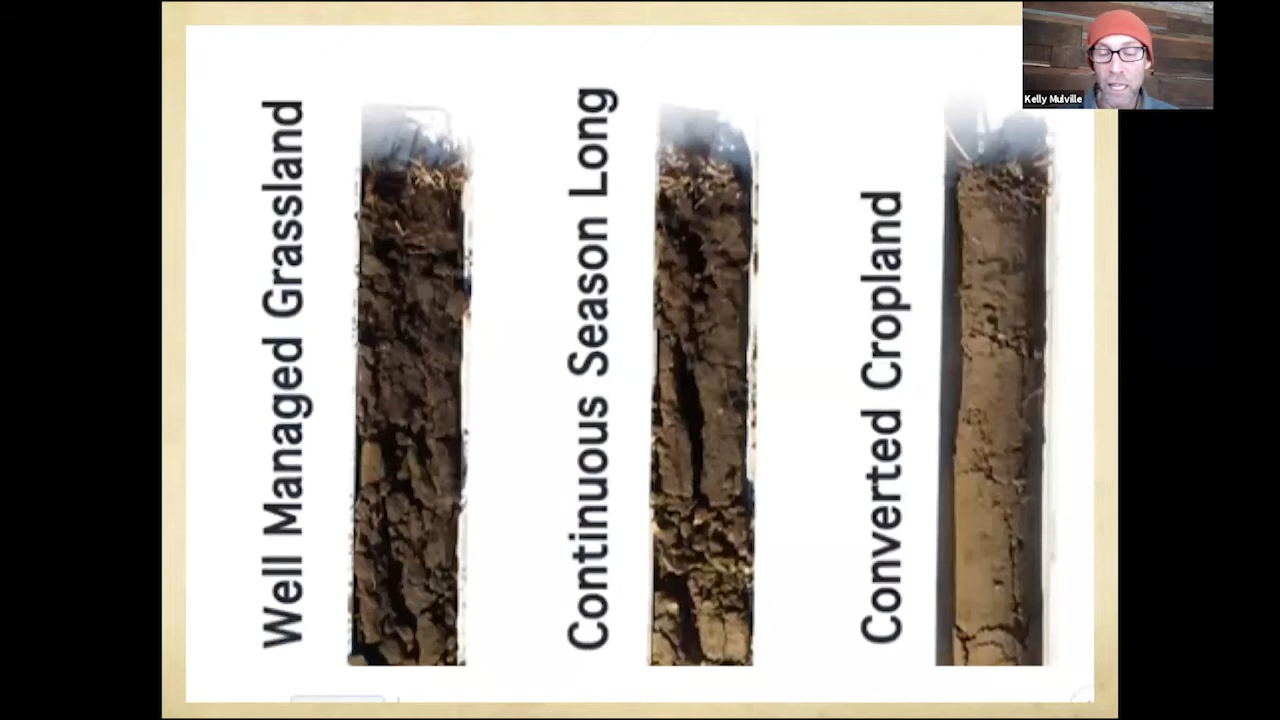 Well Managed Grassland
Continuous Season Long
Converted Cropland
Kelly Mulville